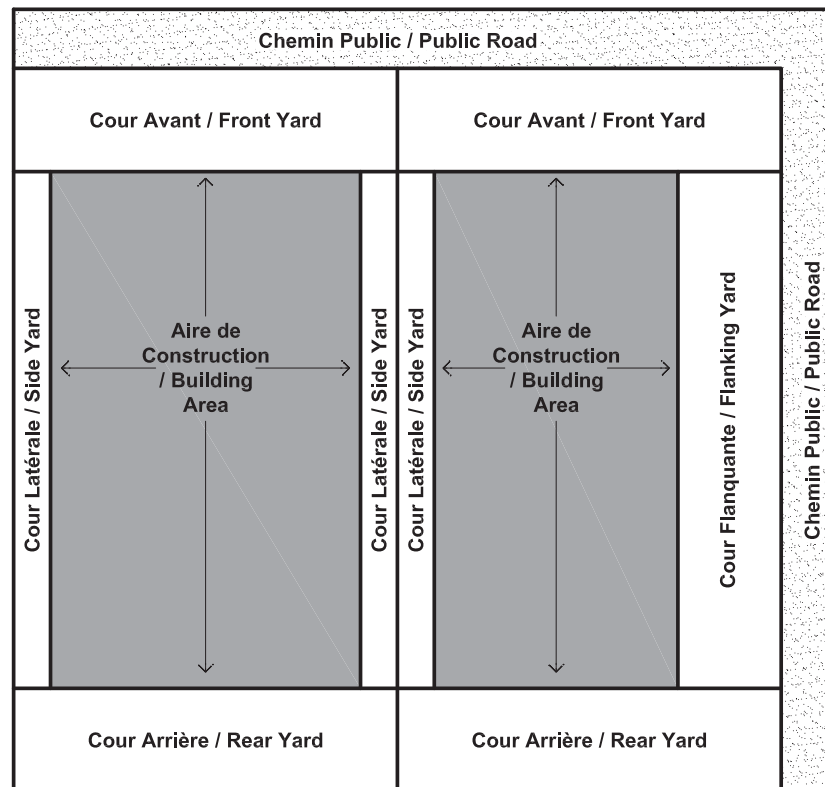 Chemin Public / Public Road
Cour Avant / Front Yard
Cour Avant / Front Yard
Cour Latérale / Side Yard
Aire de
Construction
/ Building
Area
Cour Latérale / Side Yard
Cour Latérale / Side Yard
Aire de
Construction
/ Building
Area
Cour Flanquante / Flanking Yard
Chemin Public / Public Road
Cour Arrière / Rear Yard
Cour Arrière / Rear Yard